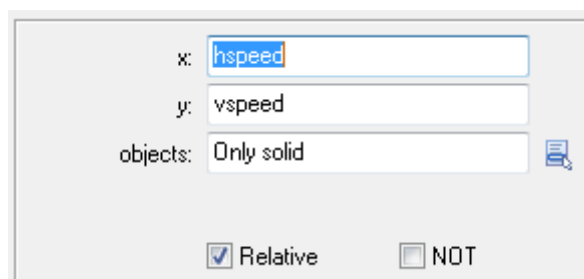 x: hspeed
y: vspeed
objects: Only solid
Relative NOT